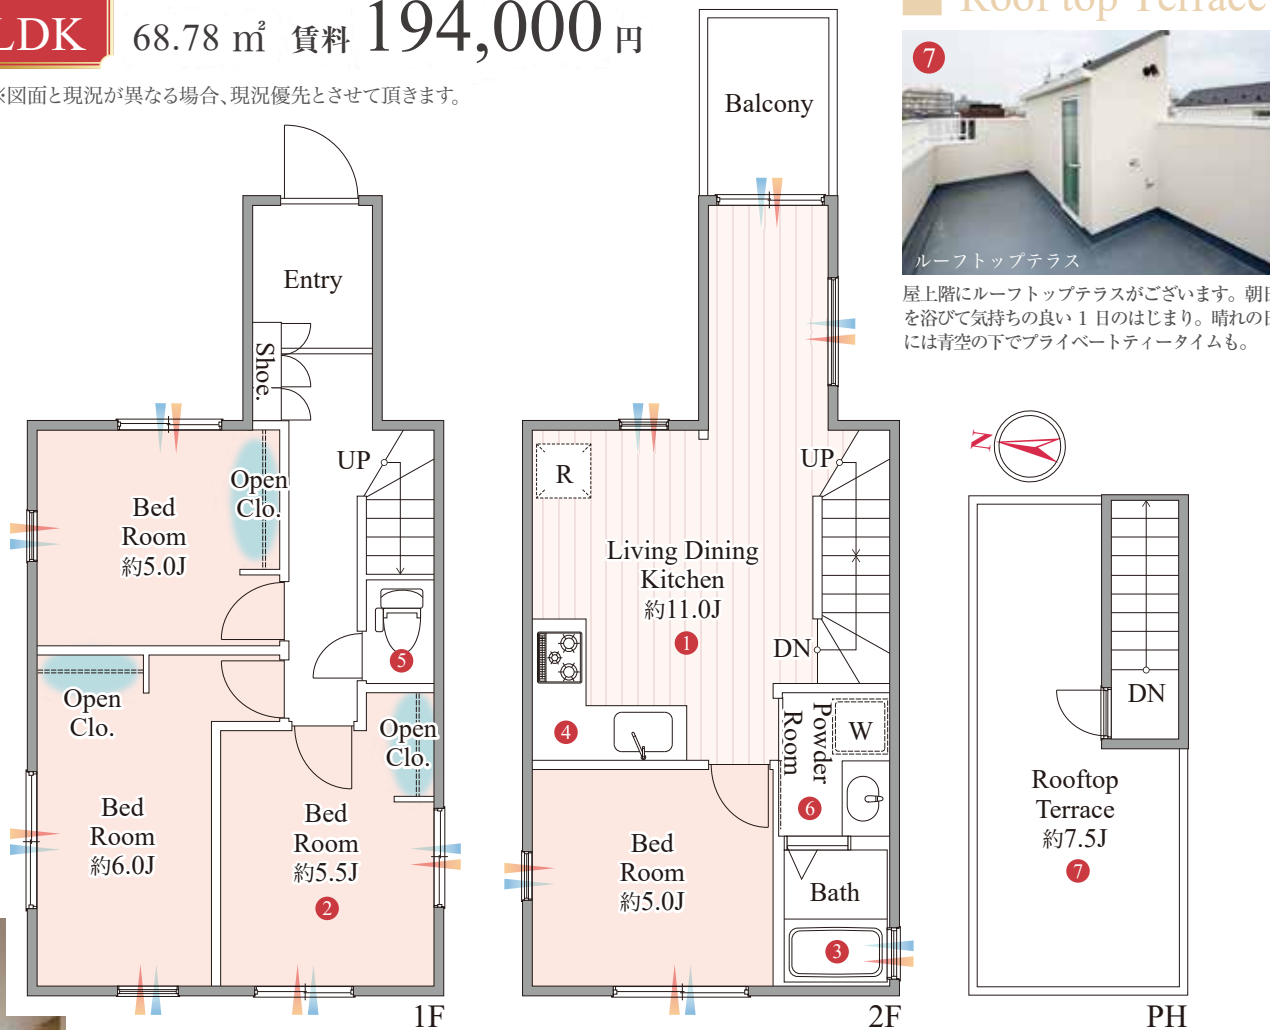 LDK 68.78 ㎡ 賃料 194,000 円
※図面と現況が異なる場合、現況優先とさせて頂きます。
Roof top Terrace
7
ルーフトップテラス
屋上階にルーフトップテラスがございます。朝日
を浴びて気持ちの良い 1 日のはじまり。晴れの日
には青空の下でプライベートティータイムも。
Entry
Shoe.
UP
Open
Clo.
Bed
Room
約5.0J
5
Open
Clo.
Open
Clo.
Bed
Room
約6.0J
Bed
Room
約5.5J
2
1F
Balcony
R
UP
Living Dining
Kitchen
約11.0J
1
DN
4
Powder
Room
W
6
Bed
Room
約5.0J
Bath
3
2F
N
DN
Rooftop
Terrace
約7.5J
7
PH